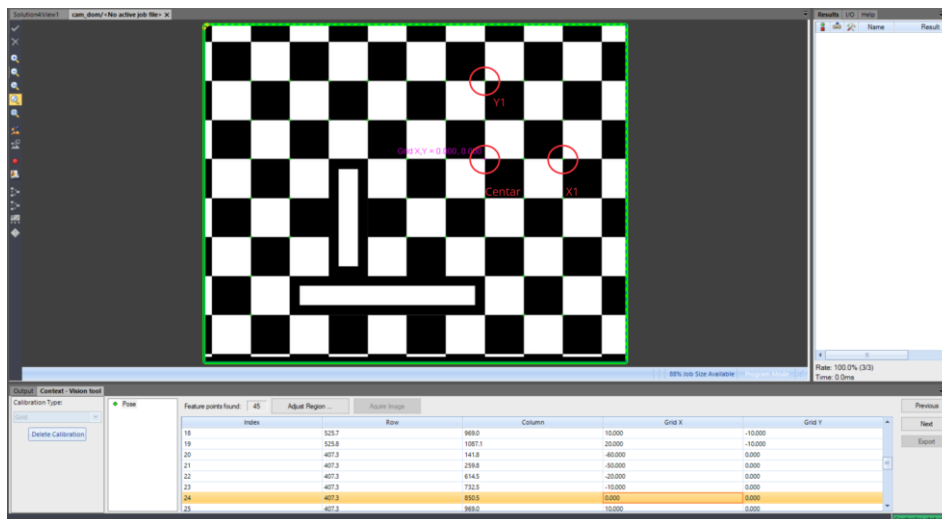 Solution4View1 cam_dom/<No active job file> x
Results I/O Help
Name Result
Y1
Grid X,Y = 0.000, 0.000
Centar X1
88% Job Size Available Program Mode
Rate: 100.0% (3/3)
Time: 0.0ms
Output Context - Vision tool
Calibration Type:
Grid
Delete Calibration
Pose
Feature points found: 45 Adjust Region ... Aquire Image
Previous
Next
Export
Index Row Column Grid X Grid Y
18 525.7 969.0 10.000 -10.000
19 525.8 1087.1 20.000 -10.000
20 407.3 141.8 -60.000 0.000
21 407.3 259.8 -50.000 0.000
22 407.3 614.5 -20.000 0.000
23 407.3 732.5 -10.000 0.000
24 407.3 850.5 0.000 0.000
25 407.3 969.0 10.000 0.000